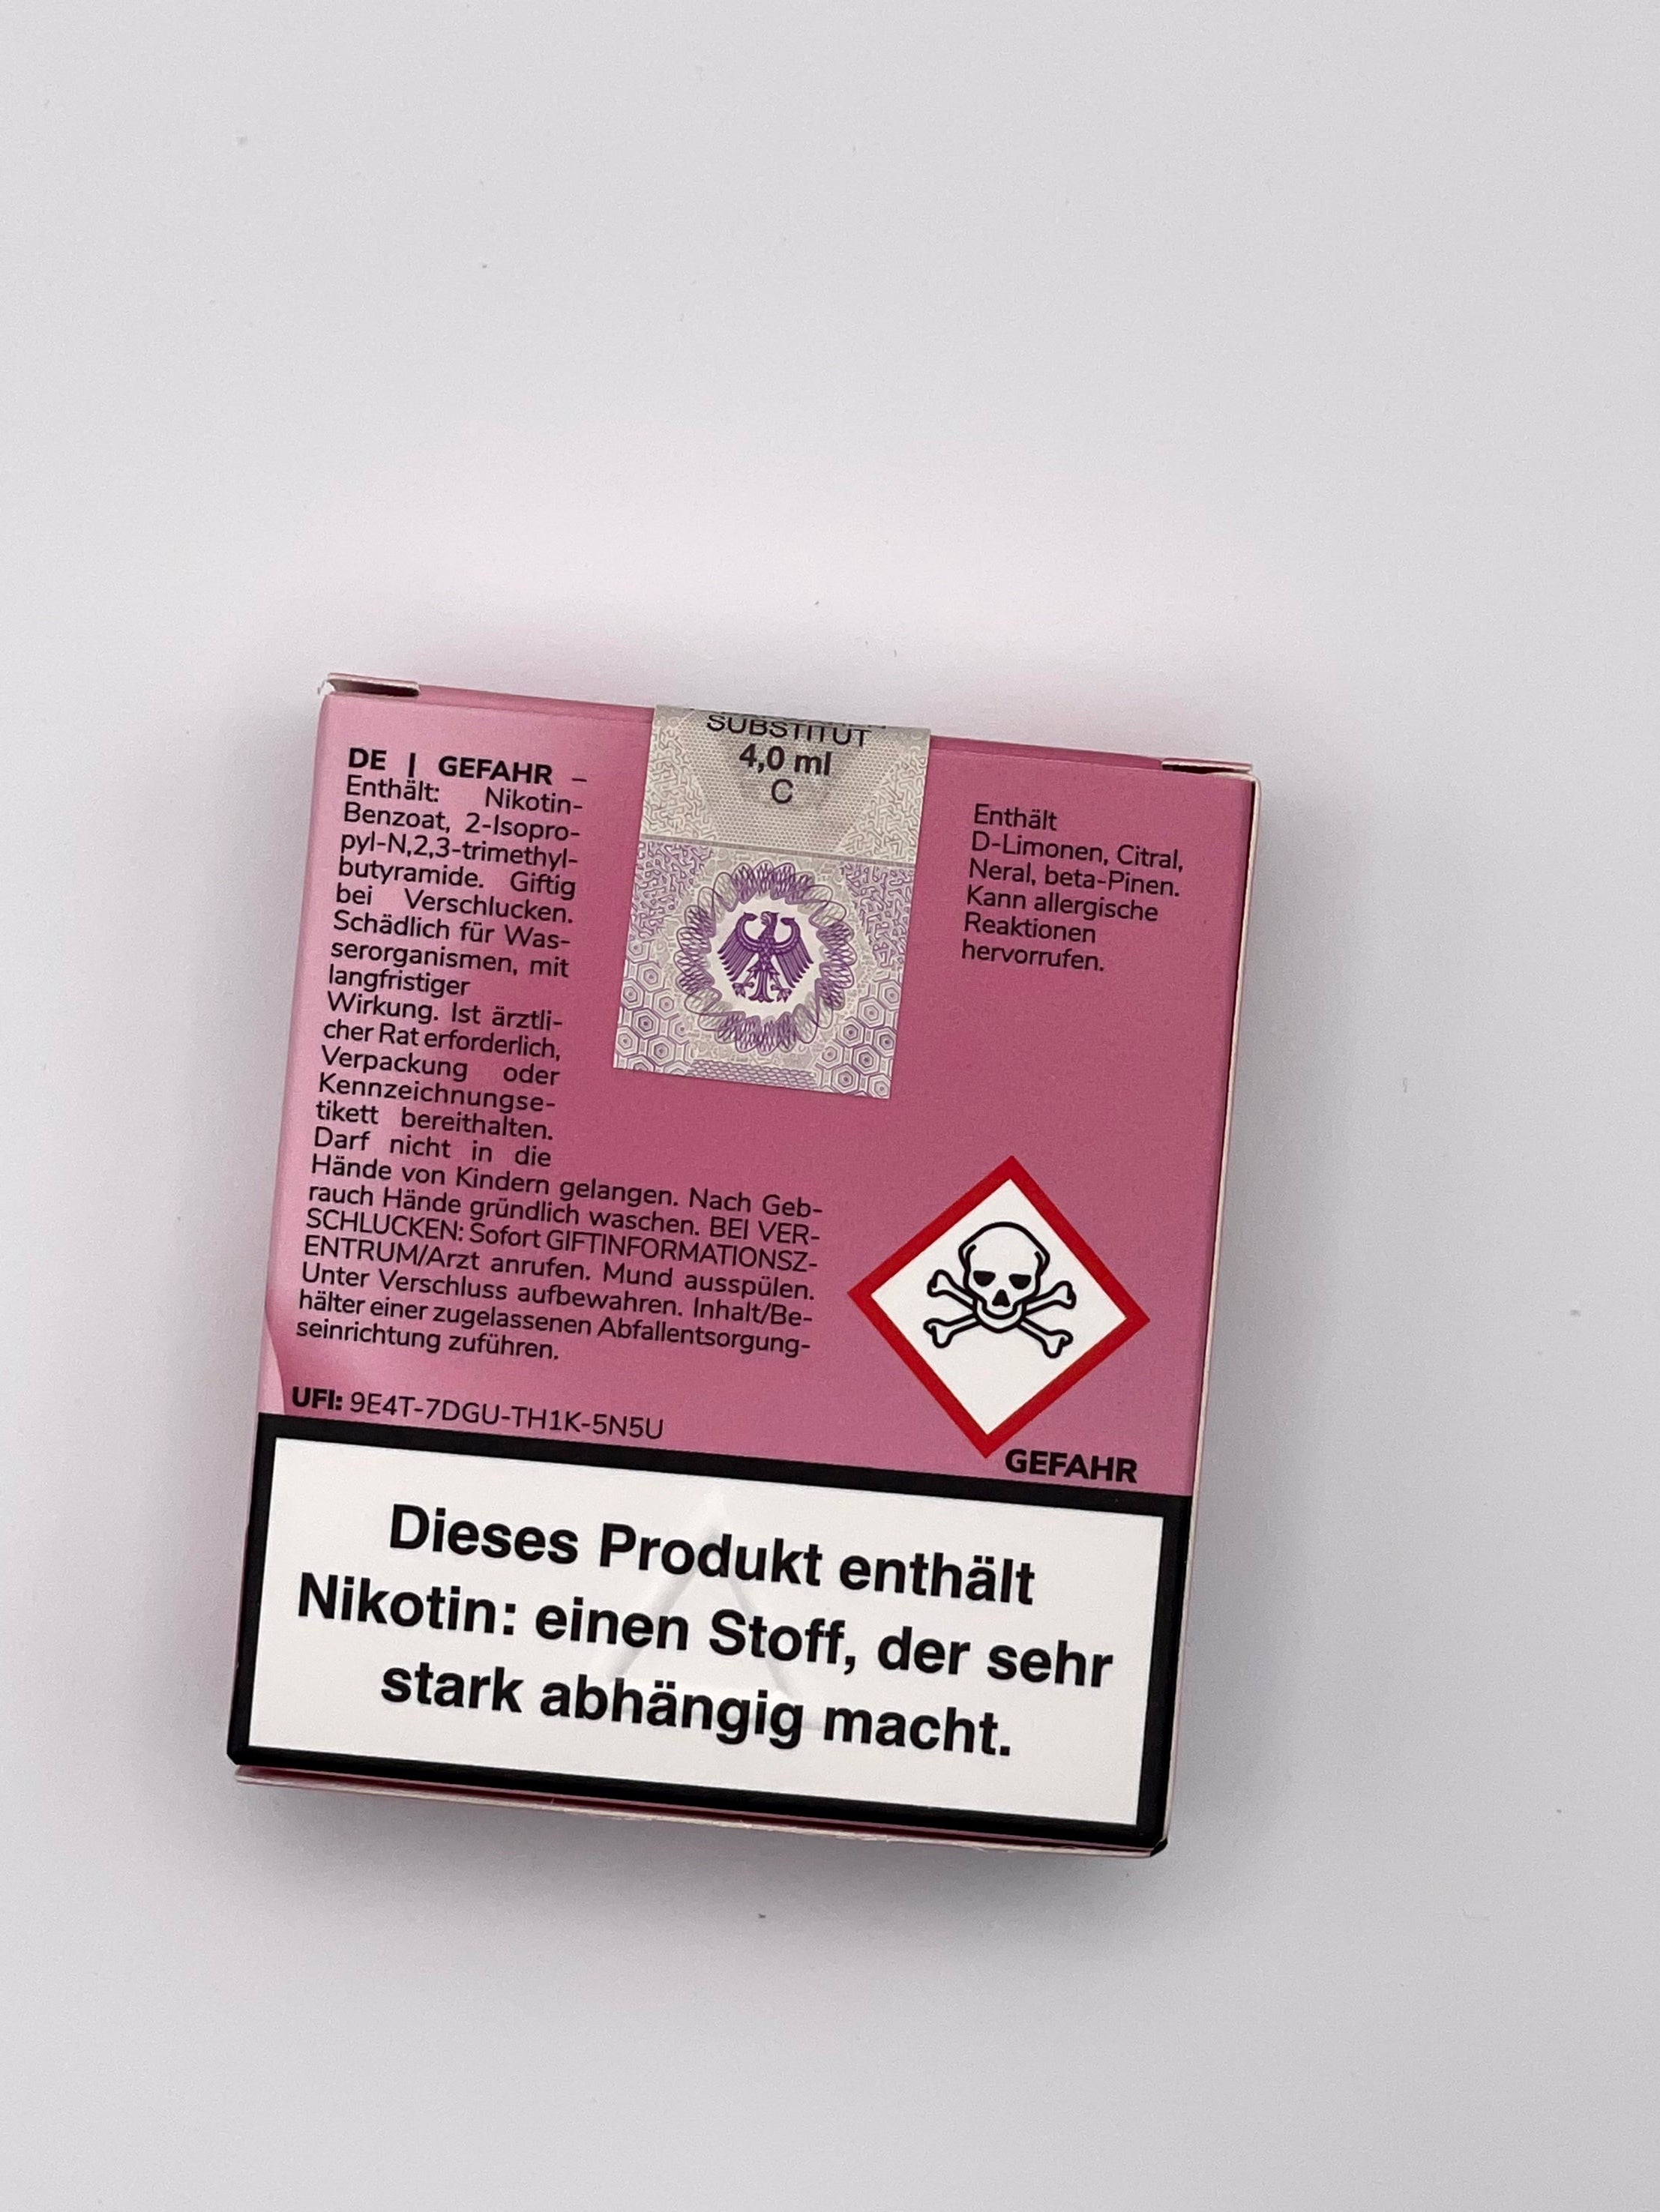 SUBSTITUT
4,0 ml
C
DE | GEFAHR –
Enthält: Nikotin-
Benzoat, 2-Isopro-
pyl-N,2,3-trimethyl-
butyramide. Giftig
bei Verschlucken.
Schädlich für Was-
serorganismen, mit
langfristiger
Wirkung. Ist ärztli-
cher Rat erforderlich,
Verpackung oder
Kennzeichnungse-
tikett bereithalten.
Darf nicht in die
Hände von Kindern gelangen. Nach Geb-
rauch Hände gründlich waschen. BEI VER-
SCHLUCKEN: Sofort GIFTINFORMATIONSZ-
ENTRUM/Arzt anrufen. Mund ausspülen.
Unter Verschluss aufbewahren. Inhalt/Be-
hälter einer zugelassenen Abfallentsorgung-
seinrichtung zuführen.
UFI: 9E4T-7DGU-TH1K-5N5U
Enthält
D-Limonen, Citral,
Neral, beta-Pinen.
Kann allergische
Reaktionen
hervorrufen.
GEFAHR
Dieses Produkt enthält
Nikotin: einen Stoff, der sehr
stark abhängig macht.